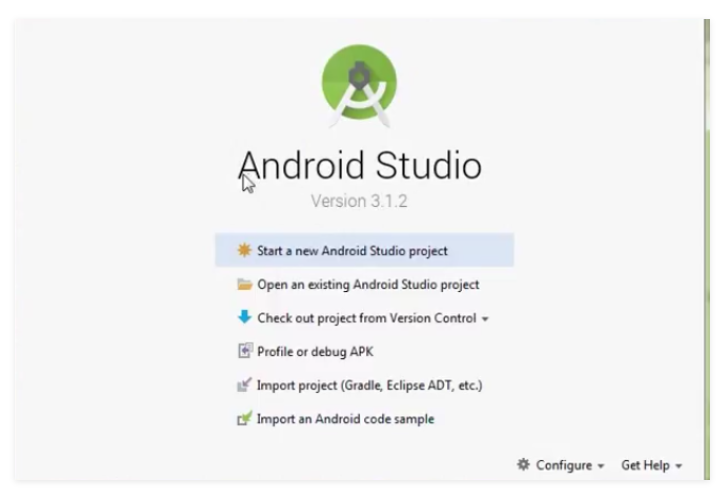 Android Studio
Version 3.1.2
Start a new Android Studio project
Open an existing Android Studio project
Check out project from Version Control
Profile or debug APK
Import project (Gradle, Eclipse ADT, etc.)
Import an Android code sample
Configure Get Help